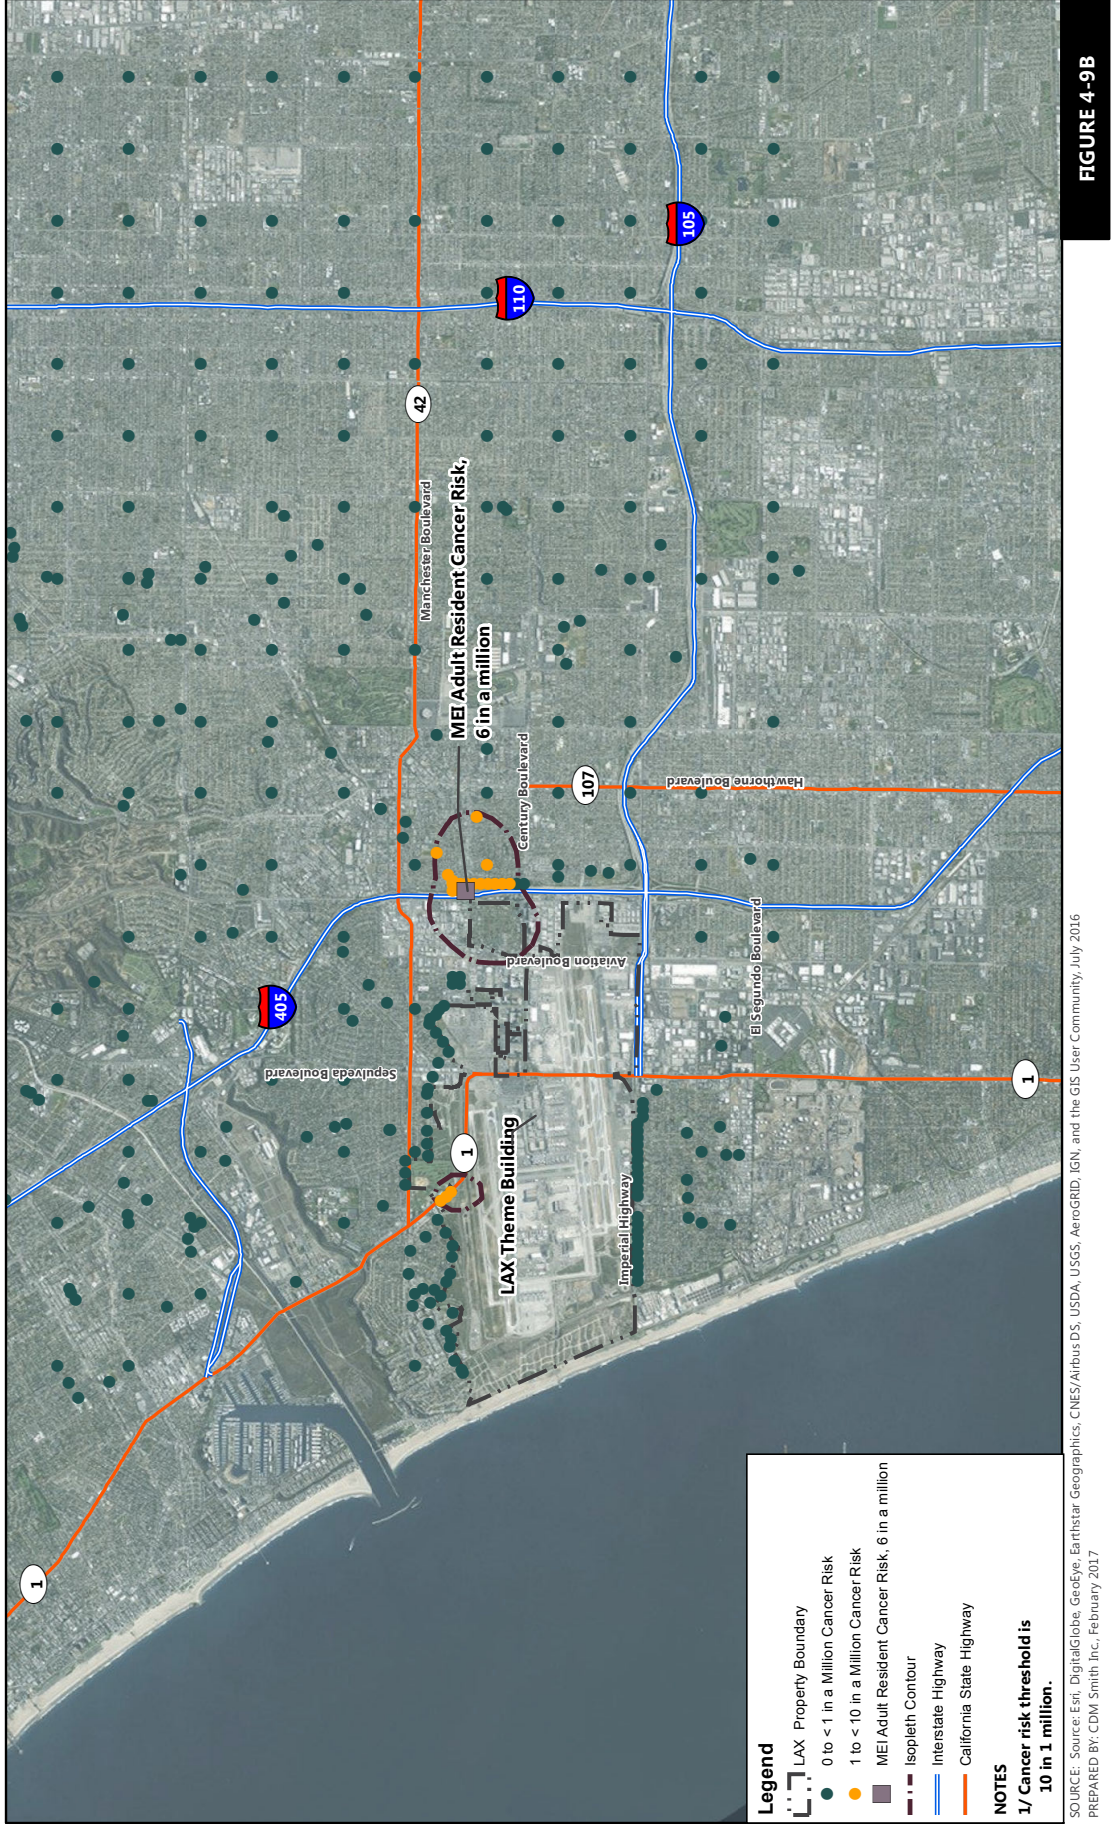 1
405
110
105
42
Manchester Boulevard
MEI Adult Resident Cancer Risk,
6 in a million
Century Boulevard
107
Hawthorne Boulevard
Aviation Boulevard
El Segundo Boulevard
Sepulveda Boulevard
1
LAX Theme Building
Imperial Highway
1
Legend
LAX Property Boundary
0 to < 1 in a Million Cancer Risk
1 to < 10 in a Million Cancer Risk
MEI Adult Resident Cancer Risk, 6 in a million
Isopleth Contour
Interstate Highway
California State Highway
NOTES
1/ Cancer risk threshold is
10 in 1 million.
SOURCE: Source: Esri, DigitalGlobe, GeoEye, Earthstar Geographics, CNES/Airbus DS, USDA, USGS, AeroGRID, IGN, and the GIS User Community, July 2016
PREPARED BY: CDM Smith Inc., February 2017
FIGURE 4-9B